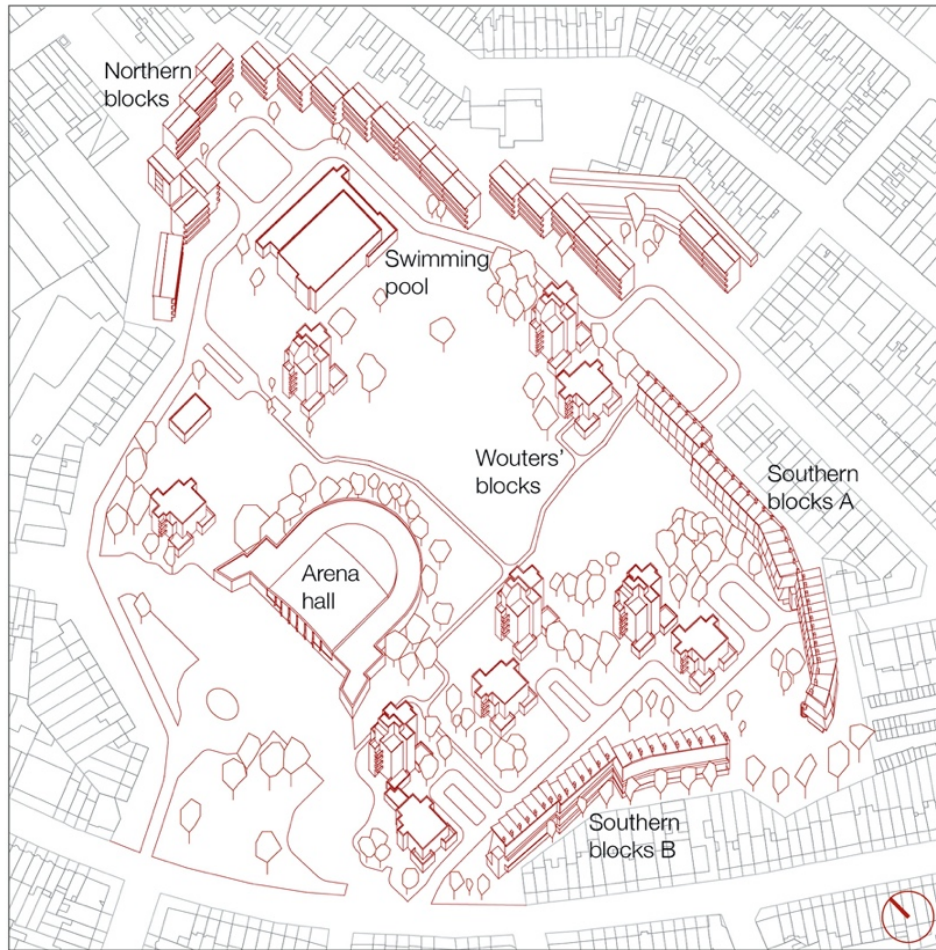 Northern
blocks
Swimming
pool
Wouters’
blocks
Southern
blocks A
Arena
hall
Southern
blocks B